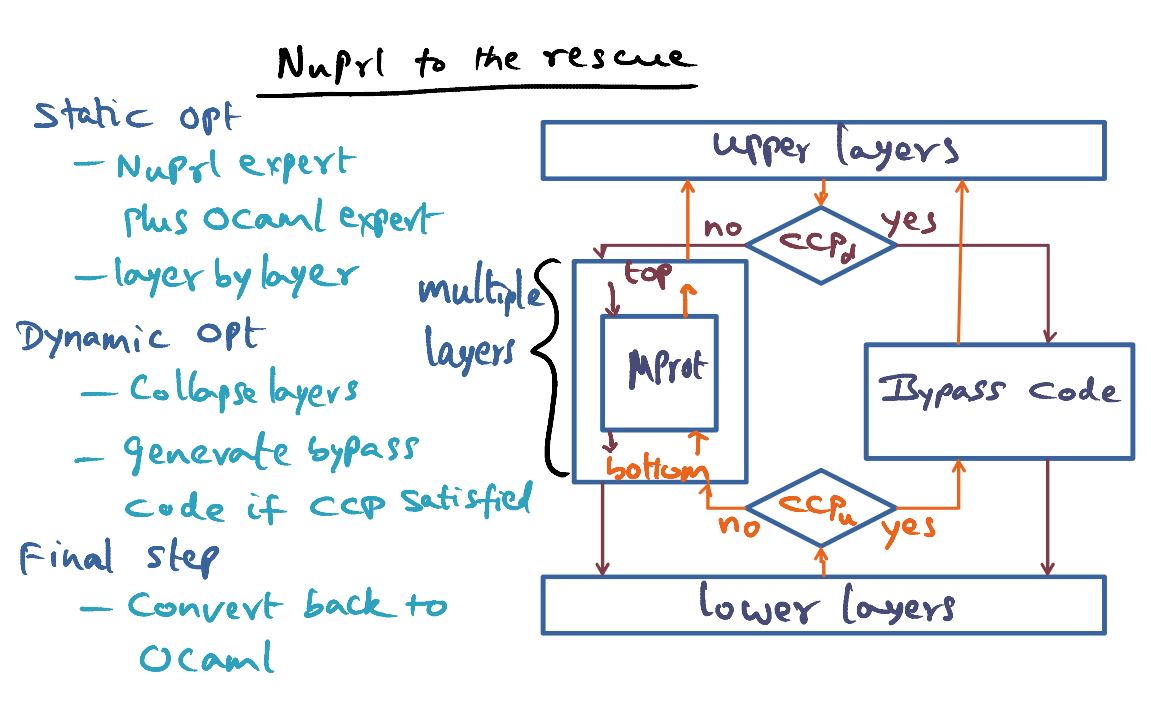 NuPrl to the rescue
Static opt
– NuPrl expert
plus OCaml expert
– layer by layer
Dynamic opt
– Collapse layers
– generate bypass
code if CCP satisfied
Final step
– Convert back to
OCaml
upper layers
no
CCPd
yes
multiple
layers
top
MProt
bottom
Bypass code
no
CCPu
yes
lower layers